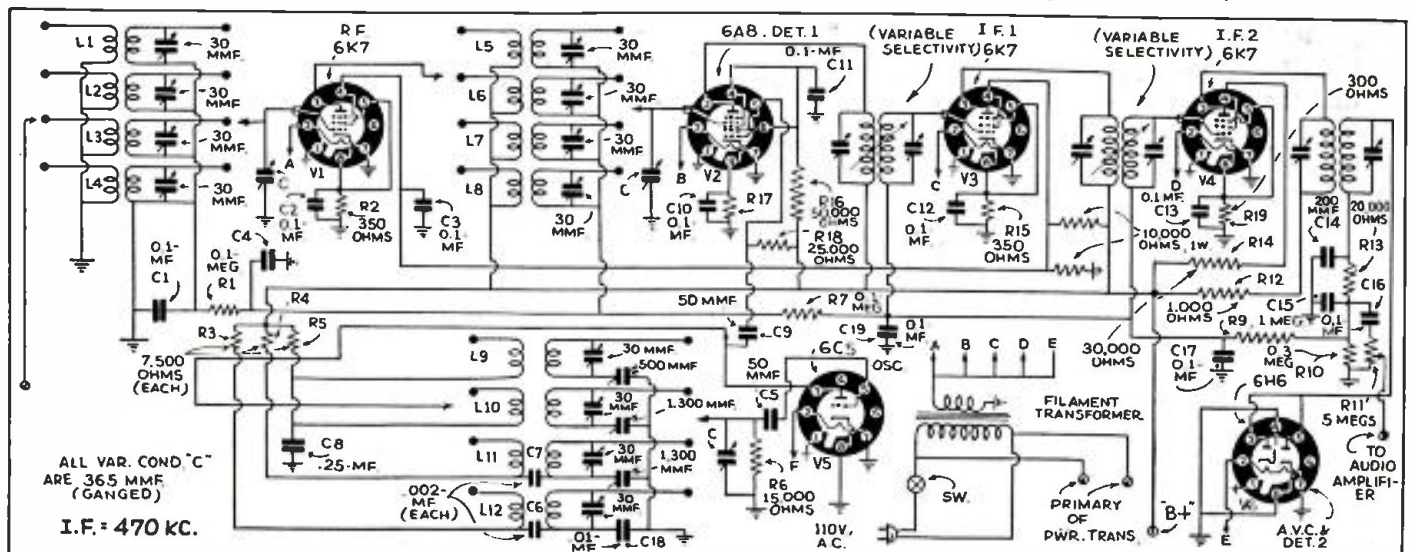 L1
30
MMF
L2
30
MMF
L3
30
MMF
L4
30
MMF
RF
6K7
A
C
V1
C2
0.1
MF
R2
350
OHMS
C3
0.1-
MF
C4
0.1
MEG
R1
0.1-
MF
C1
L5
30
MMF
L6
30
MMF.
L7
30
MMF.
L8
30
MMF
6A8. DET.1
0.1-MF
C11
C
B
V2
C10
0.1
MF
R17
R16
50,000
OHMS
R18
25,000
OHMS
(VARIABLE
SELECTIVITY)
I.F.1
6K7
C
V3
C12
0.1
MF
R15
350
OHMS
10,000
OHMS, 1W.
(VARIABLE
SELECTIVITY)
I.F.2
6K7
300
OHMS
D
V4
0.1 MF.
C13
R19
R14
200
MMF
C14
20,000
OHMS
R13
R12
1,000
OHMS
C15
0.1
MF
C16
R9
.1 MEG
30,000
OHMS
C17
0.1-
MF
0.3
MEG
R10
R11
5 MEGS
TO
AUDIO
AMPLIFI-
ER
6H6
A.V.C. &
DET.2
E
R3
R4
R5
7,500
OHMS
(EACH)
C8
.25-MF.
L9
30 MMF.
500 MMF.
L10
30
MMF
1,300 MMF.
L11
C7
30
MMF
1,300
MMF
L12
C6
30
MMF
.002-
MF
(EACH)
C18
50 MMF
C9
R7
0.1
MEG
C19
0.1
MF
50
MMF
C5
6C5
OSC
C
F
V5
R6
15,000
OHMS
A B C D E
FILAMENT
TRANSFORMER
SW.
110V.
A.C.
PRIMARY
OF
PWR. TRANS
"B+"
ALL VAR. COND. "C"
ARE 365 MMF.
(GANGED)
I.F. = 470 KC.